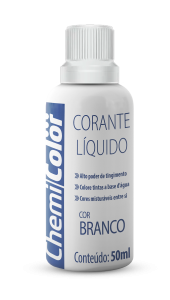 ChemiColor
CORANTE
LÍQUIDO
Alto poder de tingimento
Colore tintas a base d'água
Cores misturáveis entre si
COR
BRANCO
Conteúdo: 50ml